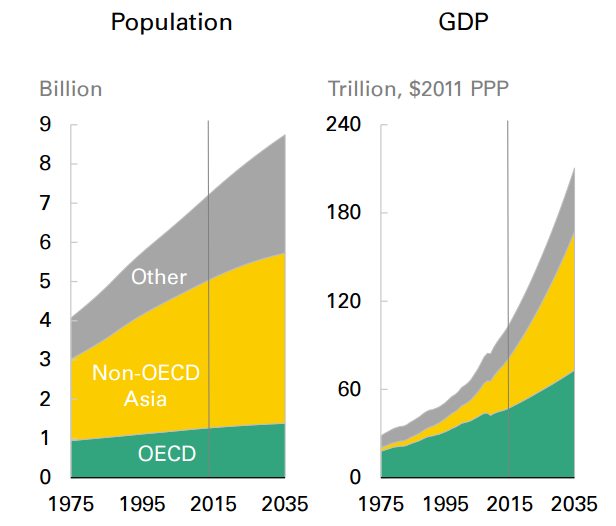 Population
Billion
9
8
7
6
5
4
3
2
1
0
Other
Non-OECD
Asia
OECD
1975 1995 2015 2035
GDP
Trillion, $2011 PPP
240
180
120
60
0
1975 1995 2015 2035